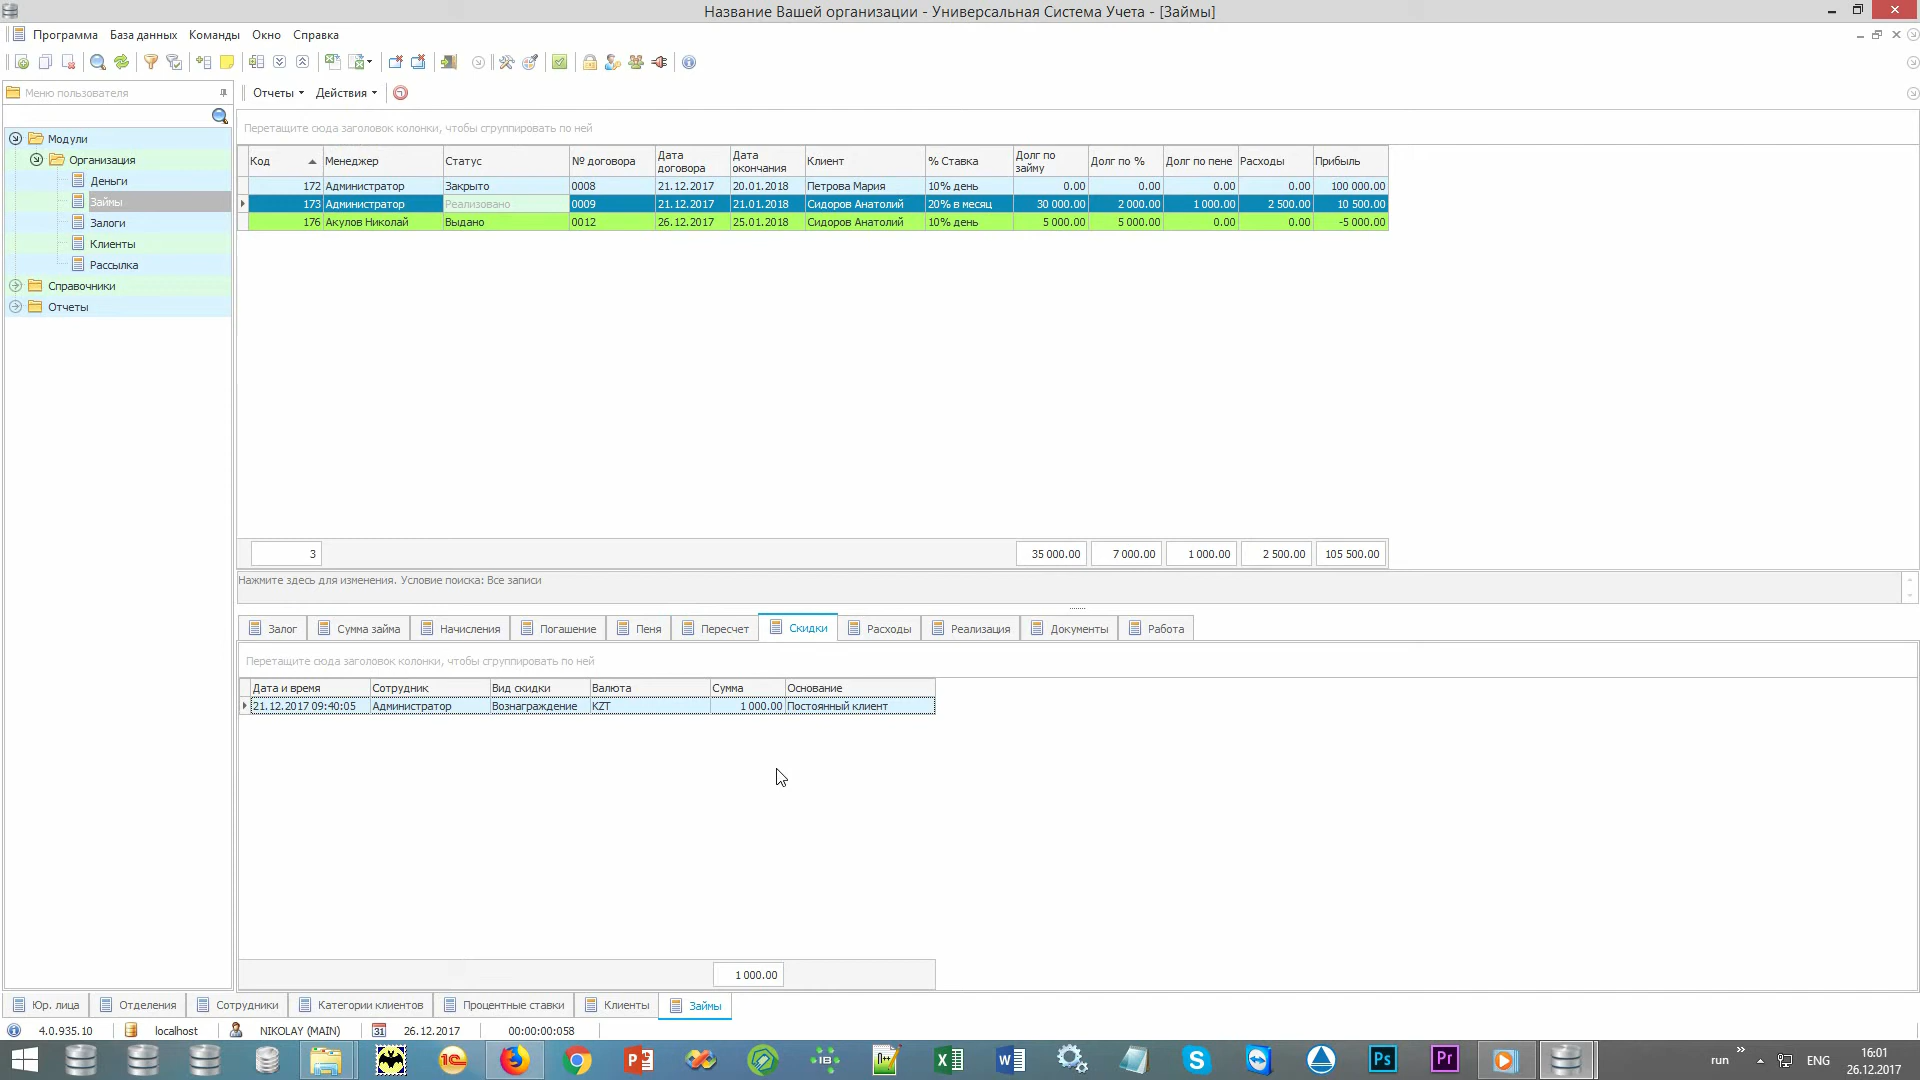 Название Вашей организации - Универсальная Система Учета - [Займы]
Программа База данных Команды Окно Справка
Меню пользователя
Отчеты Действия
Перетащите сюда заголовок колонки, чтобы сгруппировать по ней
Модули
Организация
Деньги
Займы
Залоги
Клиенты
Рассылка
Справочники
Отчеты
Код Менеджер Статус № договора Дата договора Дата окончания Клиент % Ставка Долг по займу Долг по % Долг по пене Расходы Прибыль
172 Администратор Закрыто 0008 21.12.2017 20.01.2018 Петрова Мария 10% день 0.00 0.00 0.00 0.00 100 000.00
173 Администратор Реализовано 0009 21.12.2017 21.01.2018 Сидоров Анатолий 20% в месяц 30 000.00 2 000.00 1 000.00 2 500.00 10 500.00
176 Акулов Николай Выдано 0012 26.12.2017 25.01.2018 Сидоров Анатолий 10% день 5 000.00 5 000.00 0.00 0.00 -5 000.00
3 35 000.00 7 000.00 1 000.00 2 500.00 105 500.00
Нажмите здесь для изменения. Условие поиска: Все записи
Залог Сумма займа Начисления Погашение Пеня Пересчет Скидки Расходы Реализация Документы Работа
Перетащите сюда заголовок колонки, чтобы сгруппировать по ней
Дата и время Сотрудник Вид скидки Валюта Сумма Основание
21.12.2017 09:40:05 Администратор Вознаграждение KZT 1 000.00 Постоянный клиент
1 000.00
Юр. лица Отделения Сотрудники Категории клиентов Процентные ставки Клиенты Займы
4.0.935.10 localhost NIKOLAY (MAIN) 31 26.12.2017 00:00:00:058
run ENG 16:01
26.12.2017